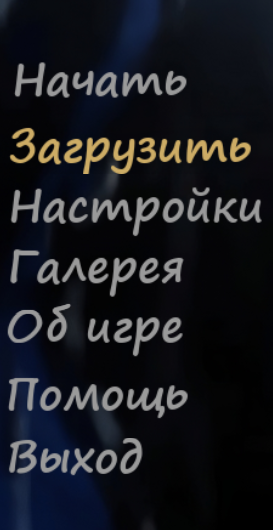 Начать
Загрузить
Настройки
Галерея
Об игре
Помощь
Выход